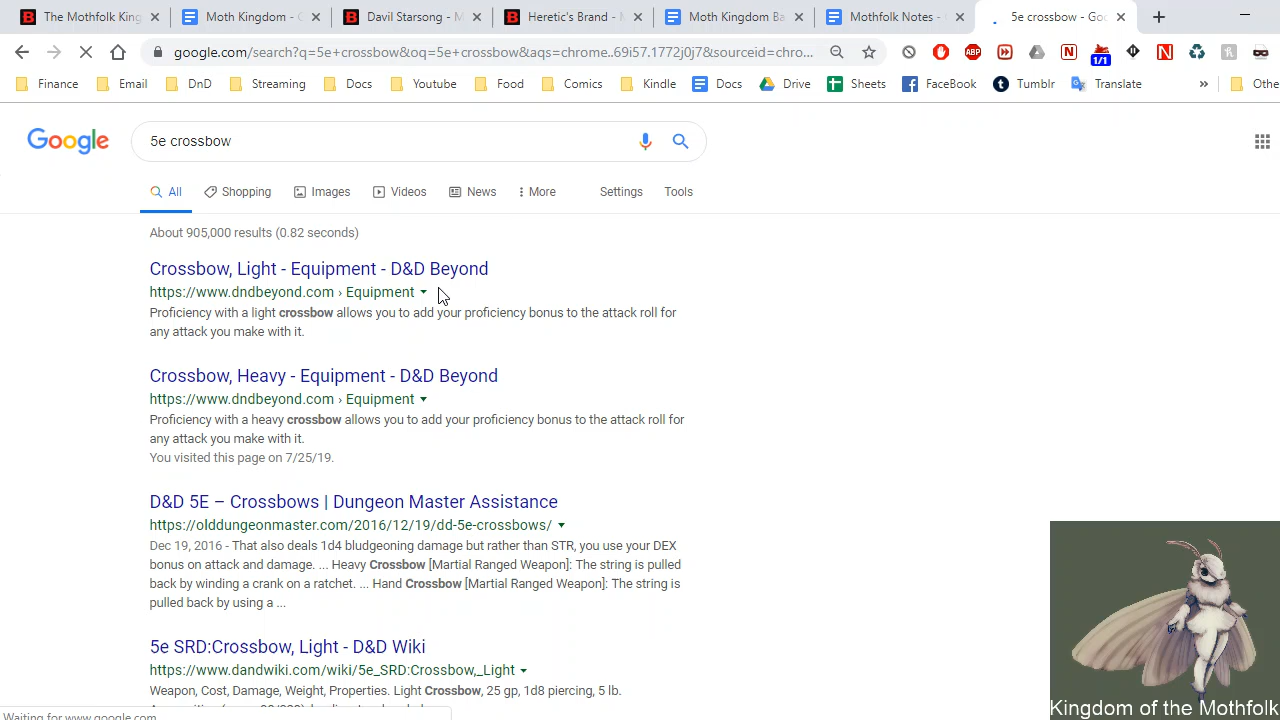 The Mothfolk King
Moth Kingdom - G
Davil Starsong - M
Heretics Brand - M
Moth Kingdom Ba
Mothfolk Notes - G
5e crossbow - Goo
google.com/search?q=5e+crossbow&oq=5e+crossbow&aqs=chrome..69i57.1772j0j7&sourceid=chro...
ABP
N
1/1
N
h
Finance
Email
DnD
Streaming
Docs
Youtube
Food
Comics
Kindle
Docs
Drive
Sheets
FaceBook
Tumblr
Translate
»
Othe
Google
5e crossbow
All
Shopping
Images
Videos
News
More
Settings
Tools
About 905,000 results (0.82 seconds)
Crossbow, Light - Equipment - D&D Beyond
https://www.dndbeyond.com › Equipment
Proficiency with a light crossbow allows you to add your proficiency bonus to the attack roll for
any attack you make with it.
Crossbow, Heavy - Equipment - D&D Beyond
https://www.dndbeyond.com › Equipment
Proficiency with a heavy crossbow allows you to add your proficiency bonus to the attack roll for
any attack you make with it.
You visited this page on 7/25/19.
D&D 5E – Crossbows | Dungeon Master Assistance
https://olddungeonmaster.com/2016/12/19/dd-5e-crossbows/
Dec 19, 2016 - That also deals 1d4 bludgeoning damage but rather than STR, you use your DEX
bonus on attack and damage. ... Heavy Crossbow [Martial Ranged Weapon]: The string is pulled
back by winding a crank on a ratchet. ... Hand Crossbow [Martial Ranged Weapon]: The string is
pulled back by using a ...
5e SRD:Crossbow, Light - D&D Wiki
https://www.dandwiki.com/wiki/5e_SRD:Crossbow,_Light
Weapon, Cost, Damage, Weight, Properties. Light Crossbow, 25 gp, 1d8 piercing, 5 lb.
Waiting for www.google.com
Kingdom of the Mothfolk